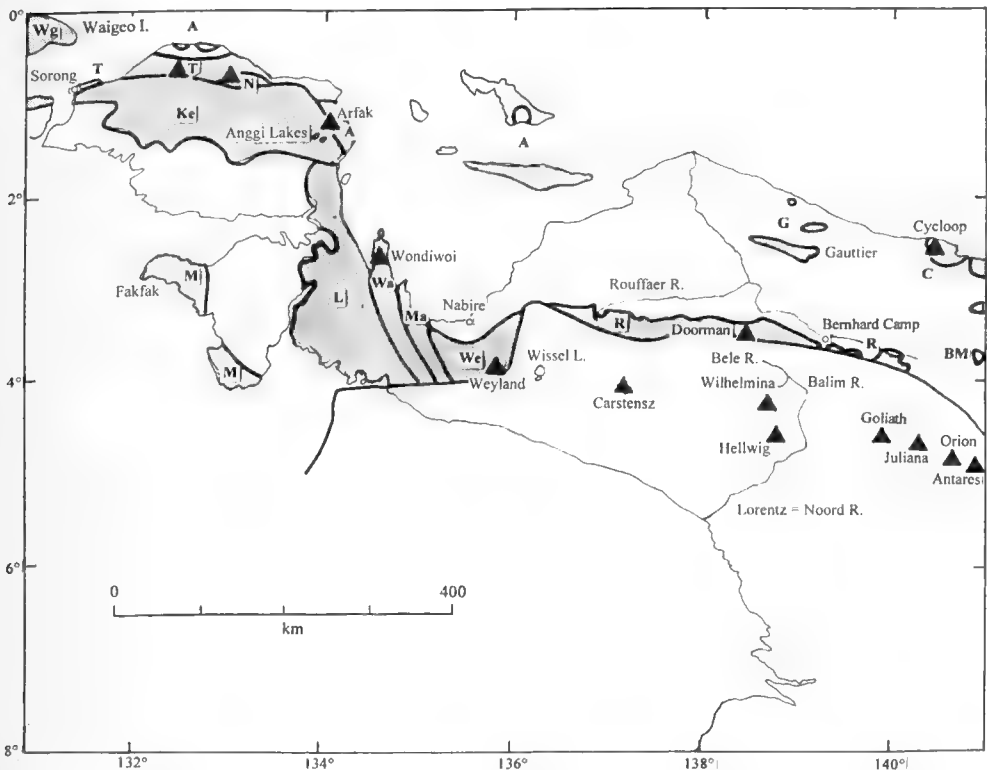 0°
Wg
Waigeo I.
A
Sorong
T
T
N
Ke
Arfak
Anggi Lakes
A
A
2°
G
Gauttier
Cycloop
C
M
Fakfak
M
L
Wondiwoi
Wa
Ma
Nabire
Rouffaer R.
R
Doorman
Bernhard Camp
R
BM
We
Weyland
Wissel L.
4°
Carstensz
Bele R.
Wilhelmina
Balim R.
Hellwig
Goliath
Juliana
Orion
Antares
Lorentz = Noord R.
6°
0
400
km
8°
132°
134°
136°
138°
140°